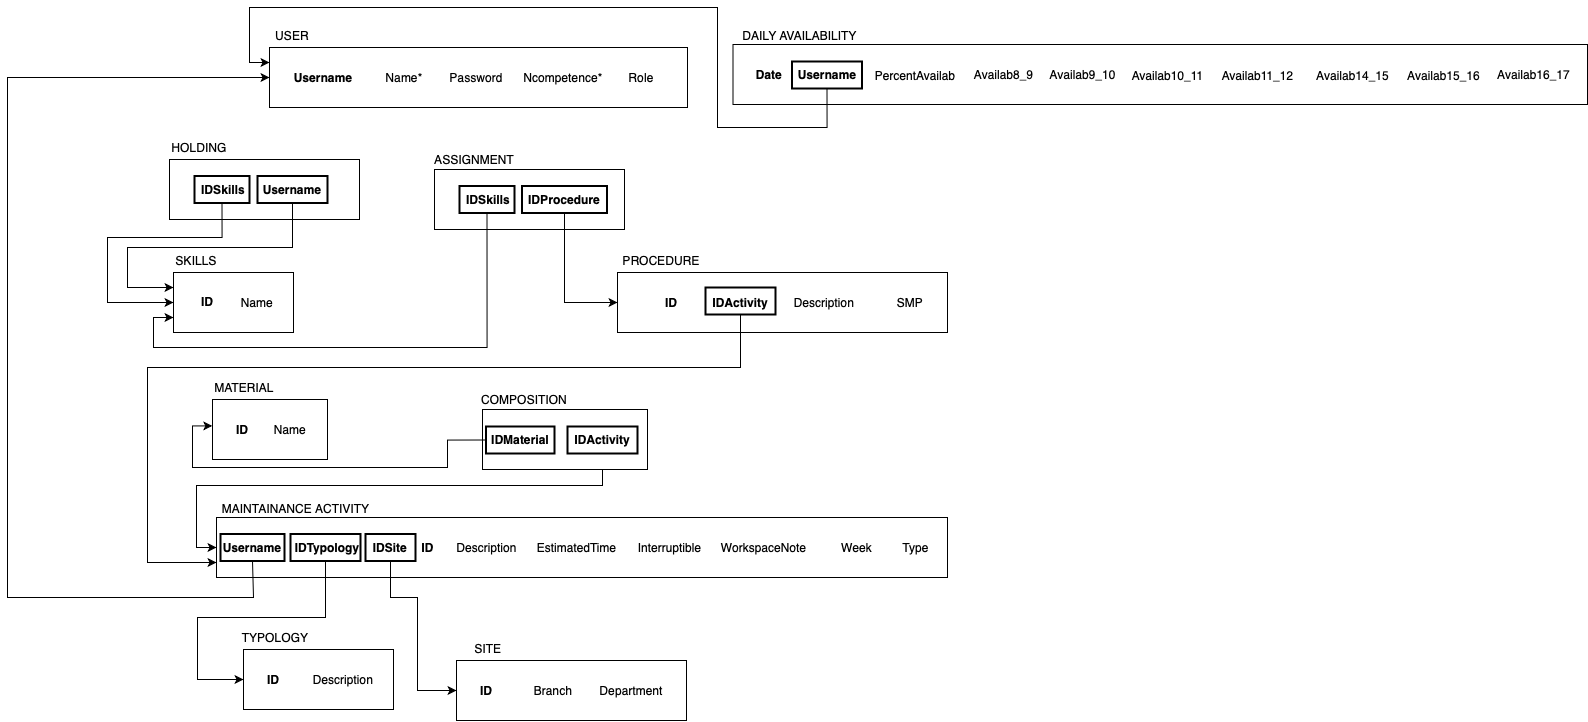 USER
Username Name* Password Ncompetence* Role
DAILY AVAILABILITY
Date Username PercentAvailab Availab8_9 Availab9_10 Availab10_11 Availab11_12 Availab14_15 Availab15_16 Availab16_17
HOLDING
IDSkills Username
ASSIGNMENT
IDSkills IDProcedure
SKILLS
ID Name
PROCEDURE
ID IDActivity Description SMP
MATERIAL
ID Name
COMPOSITION
IDMaterial IDActivity
MAINTAINANCE ACTIVITY
Username IDTypology IDSite ID Description EstimatedTime Interruptible WorkspaceNote Week Type
TYPOLOGY
ID Description
SITE
ID Branch Department